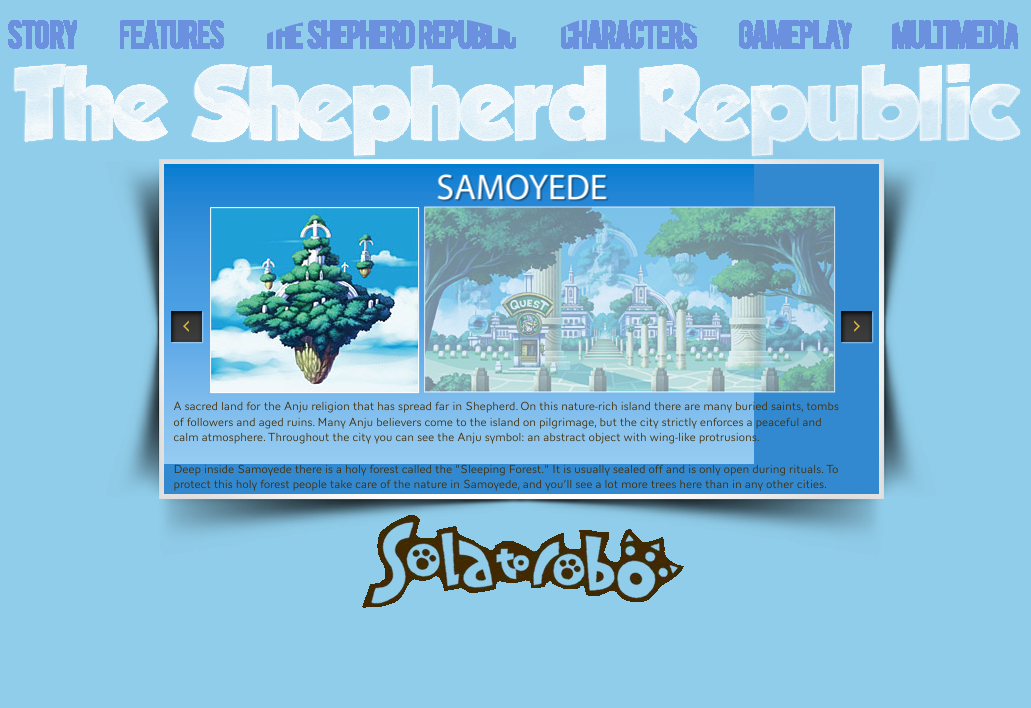 STORY FEATURES THE SHEPHERD REPUBLIC CHARACTERS GAMEPLAY MULTIMEDIA
The Shepherd Republic
SAMOYEDE
QUEST
A sacred land for the Anju religion that has spread far in Shepherd. On this nature-rich island there are many buried saints, tombs
of followers and aged ruins. Many Anju believers come to the island on pilgrimage, but the city strictly enforces a peaceful and
calm atmosphere. Throughout the city you can see the Anju symbol: an abstract object with wing-like protrusions.
Deep inside Samoyede there is a holy forest called the "Sleeping Forest." It is usually sealed off and is only open during rituals. To
protect this holy forest people take care of the nature in Samoyede, and you'll see a lot more trees here than in any other cities.
Solatorobo